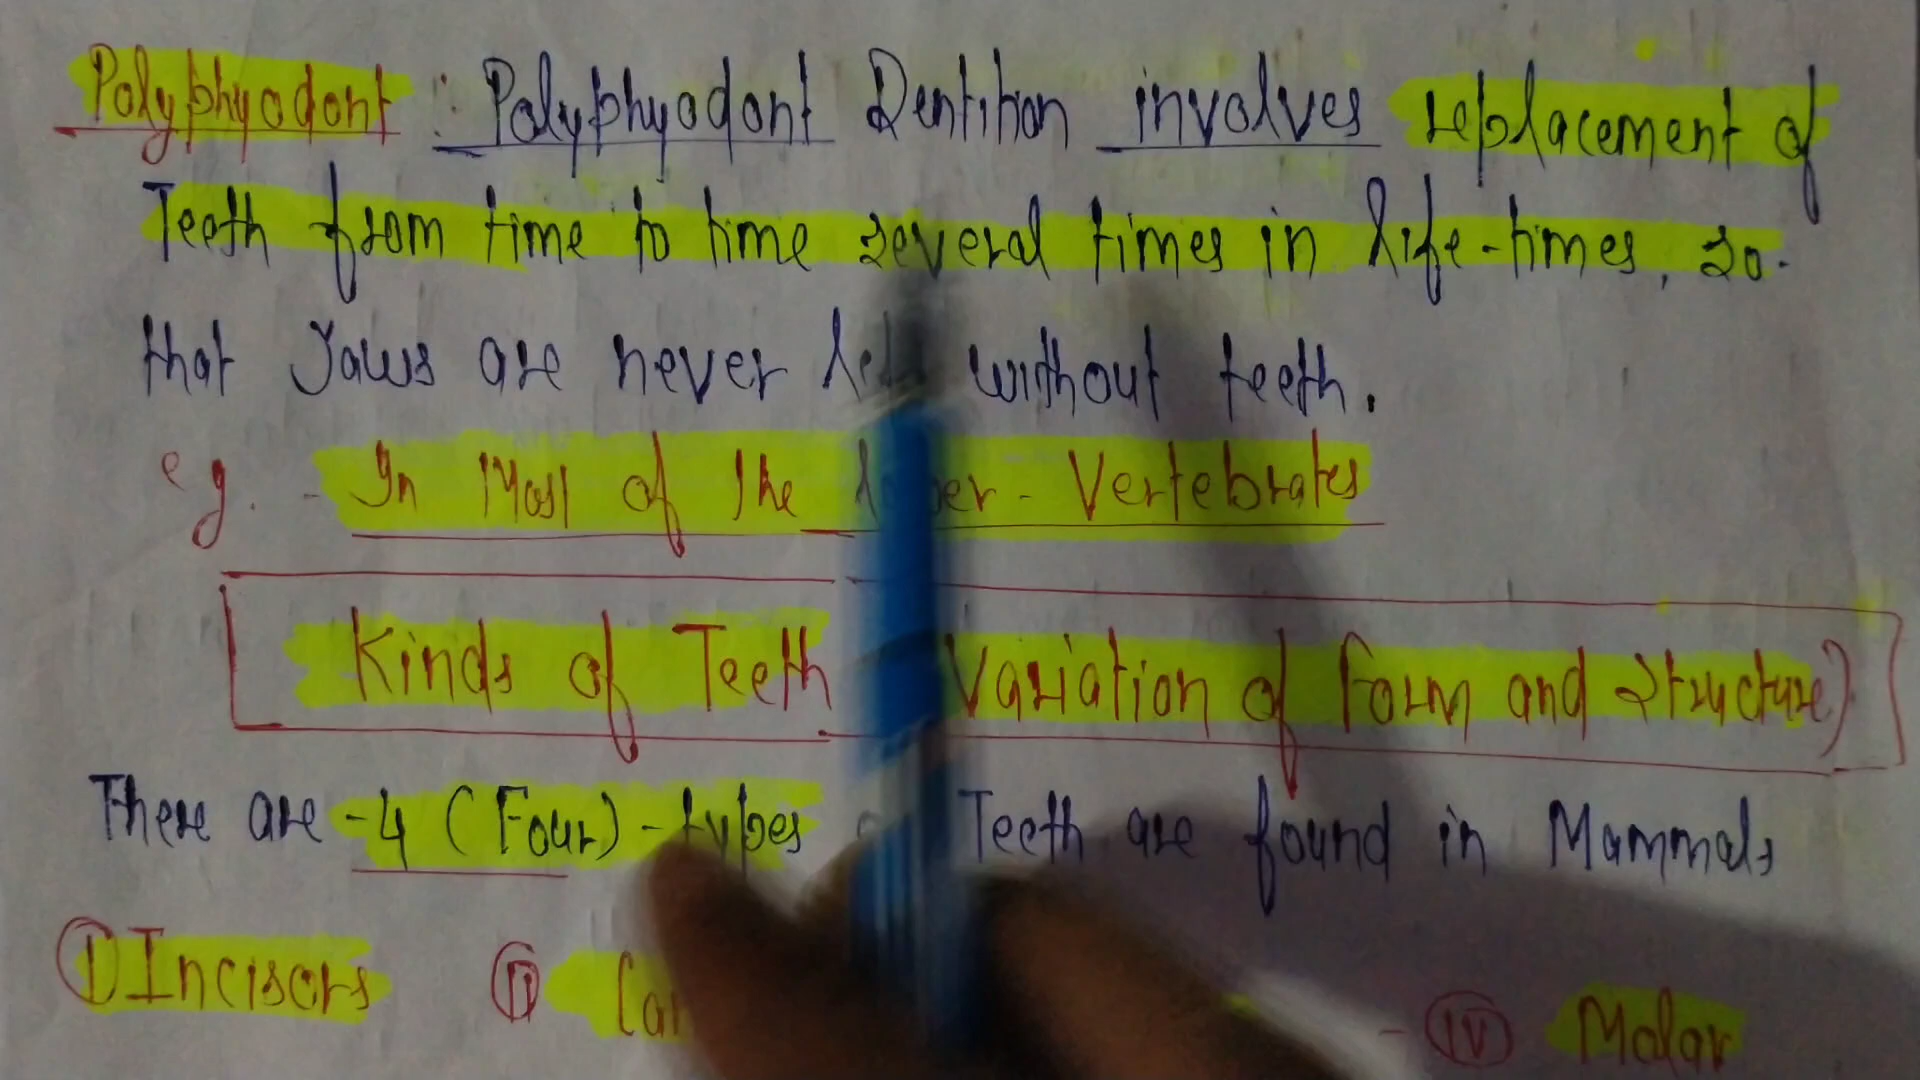 Polyphyodont : Polyphyodont Dentition involves replacement of
Teeth from time to time several times in life-times, so
that Jaws are never without teeth.
eg. - In Most of the Vertebrates
Kinds of Teeth Variation of Form and Structure)
There are -4 (Four)- types Teeth are found in Mammals
(I) Incisors (II) (IV) Molar